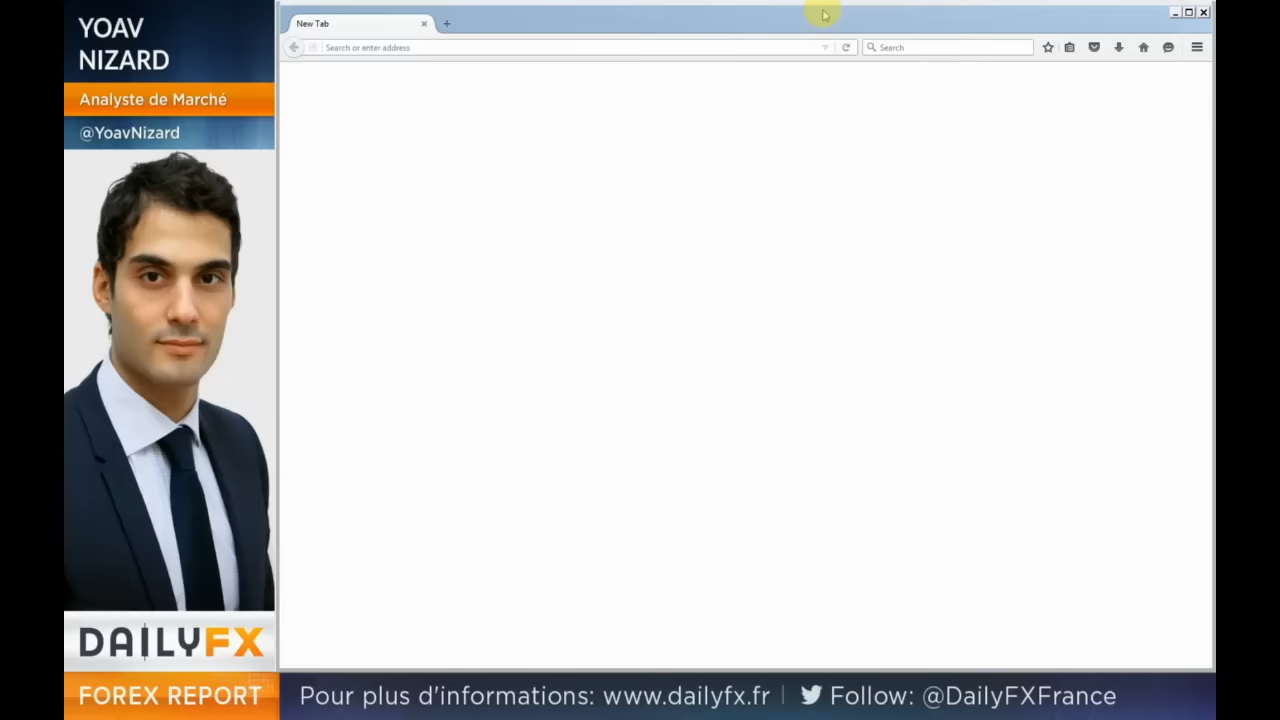 YOAV
NIZARD
Analyste de Marché
@YoavNizard
DAILYFX
FOREX REPORT
New Tab
Search or enter address
Search
Pour plus d'informations: www.dailyfx.fr | Follow: @DailyFXFrance